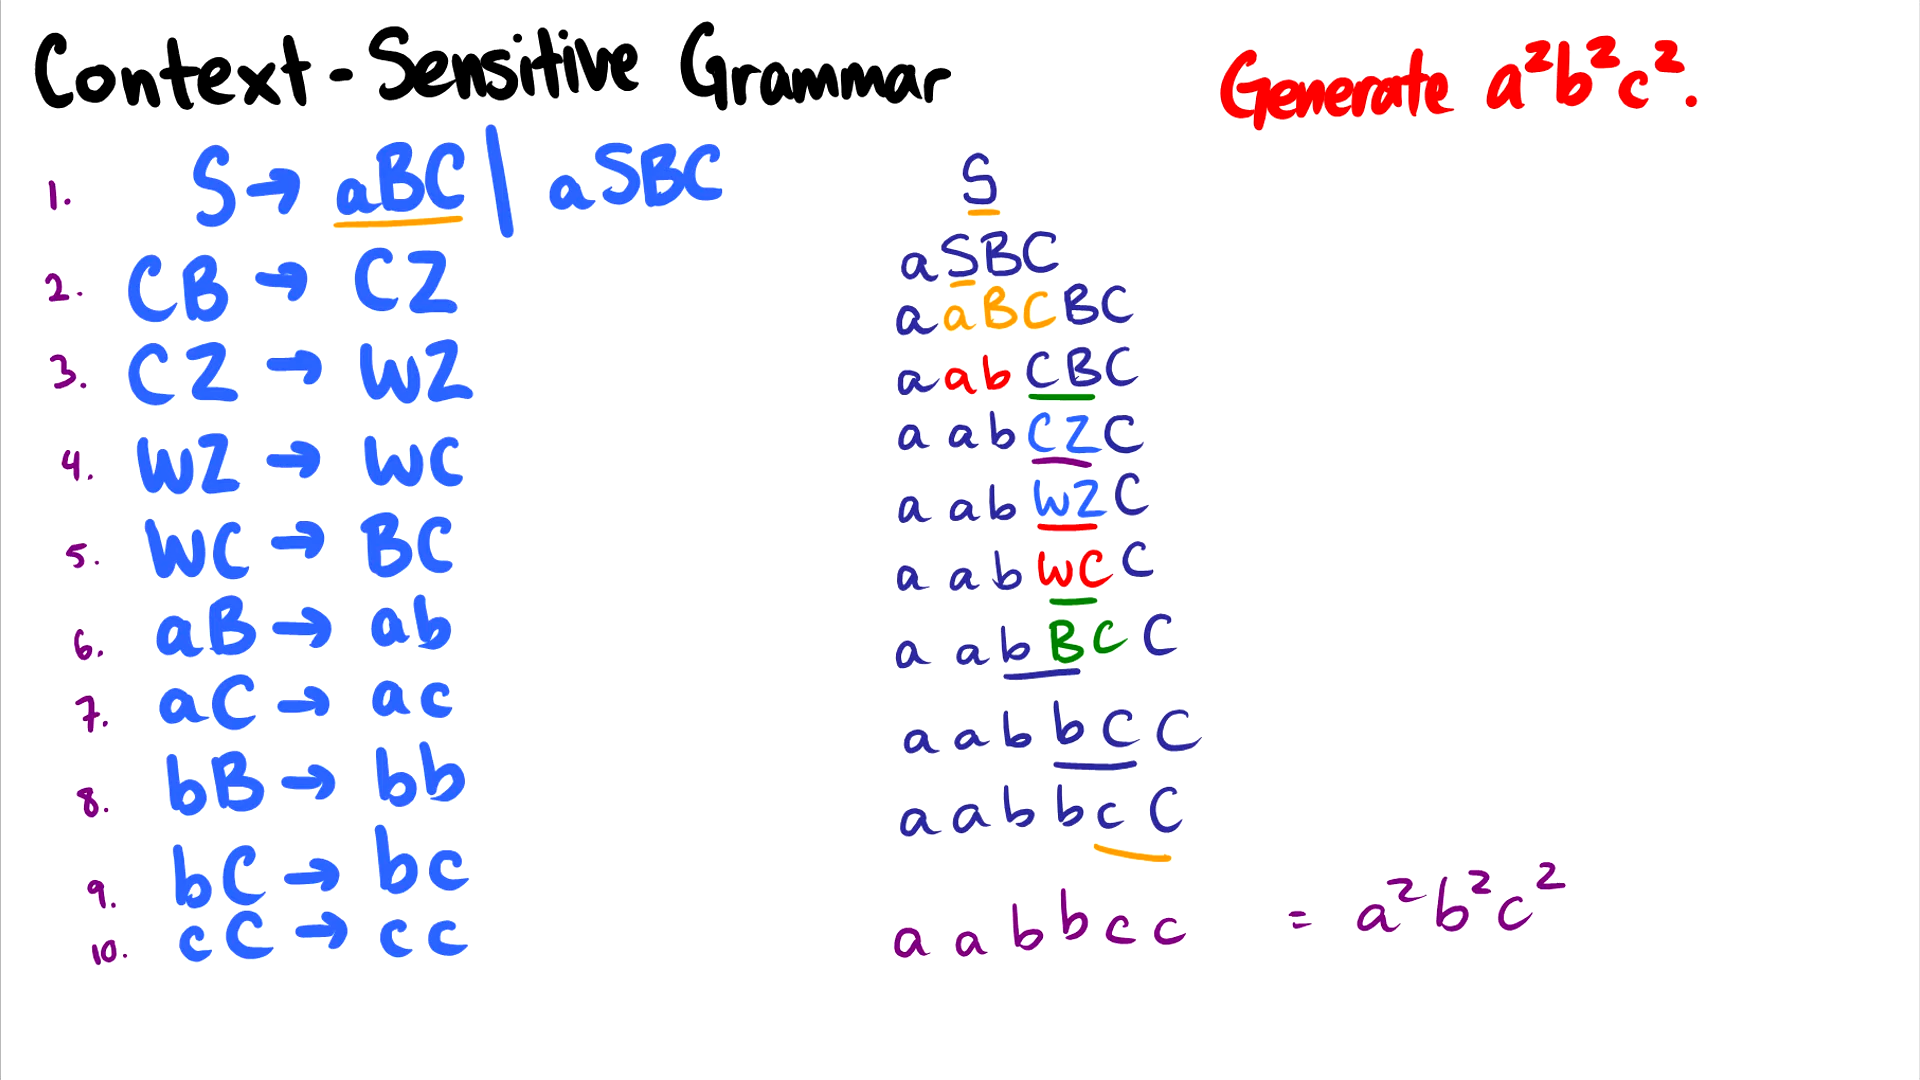 Context-Sensitive Grammar
Generate a²b²c².
1. S → aBC | aSBC
2. CB → CZ
3. CZ → WZ
4. WZ → WC
5. WC → BC
6. aB → ab
7. aC → ac
8. bB → bb
9. bC → bc
10. cC → cc
S
aSBC
aaBCBC
aabCBC
aabCZC
aabWZC
aabWCC
aabBCC
aabbCC
aabbcC
aabbcc = a²b²c²